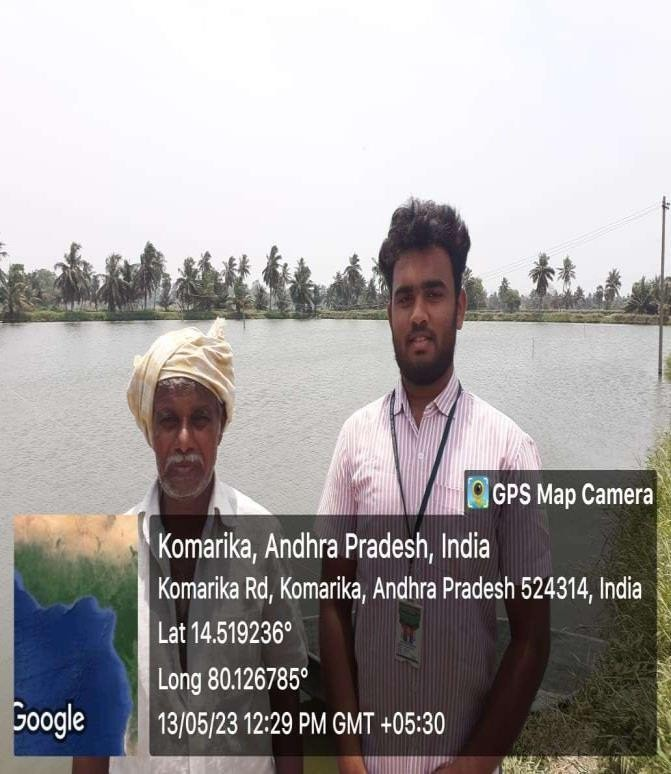 GPS Map Camera
Komarika, Andhra Pradesh, India
Komarika Rd, Komarika, Andhra Pradesh 524314, India
Lat 14.519236°
Long 80.126785°
13/05/23 12:29 PM GMT +05:30
Google